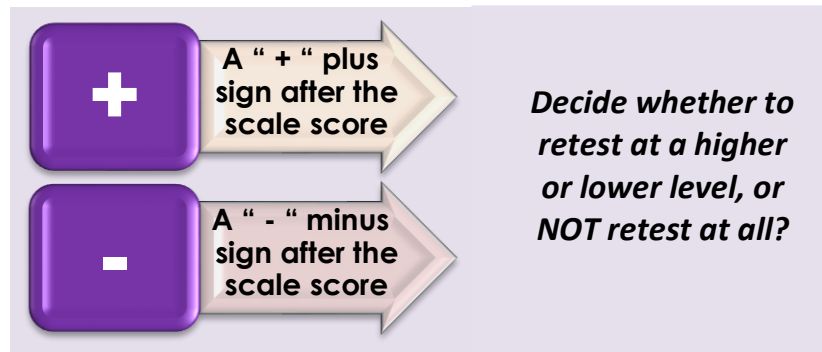 +
A “ + “ plus
sign after the
scale score
-
A “ - “ minus
sign after the
scale score
Decide whether to
retest at a higher
or lower level, or
NOT retest at all?